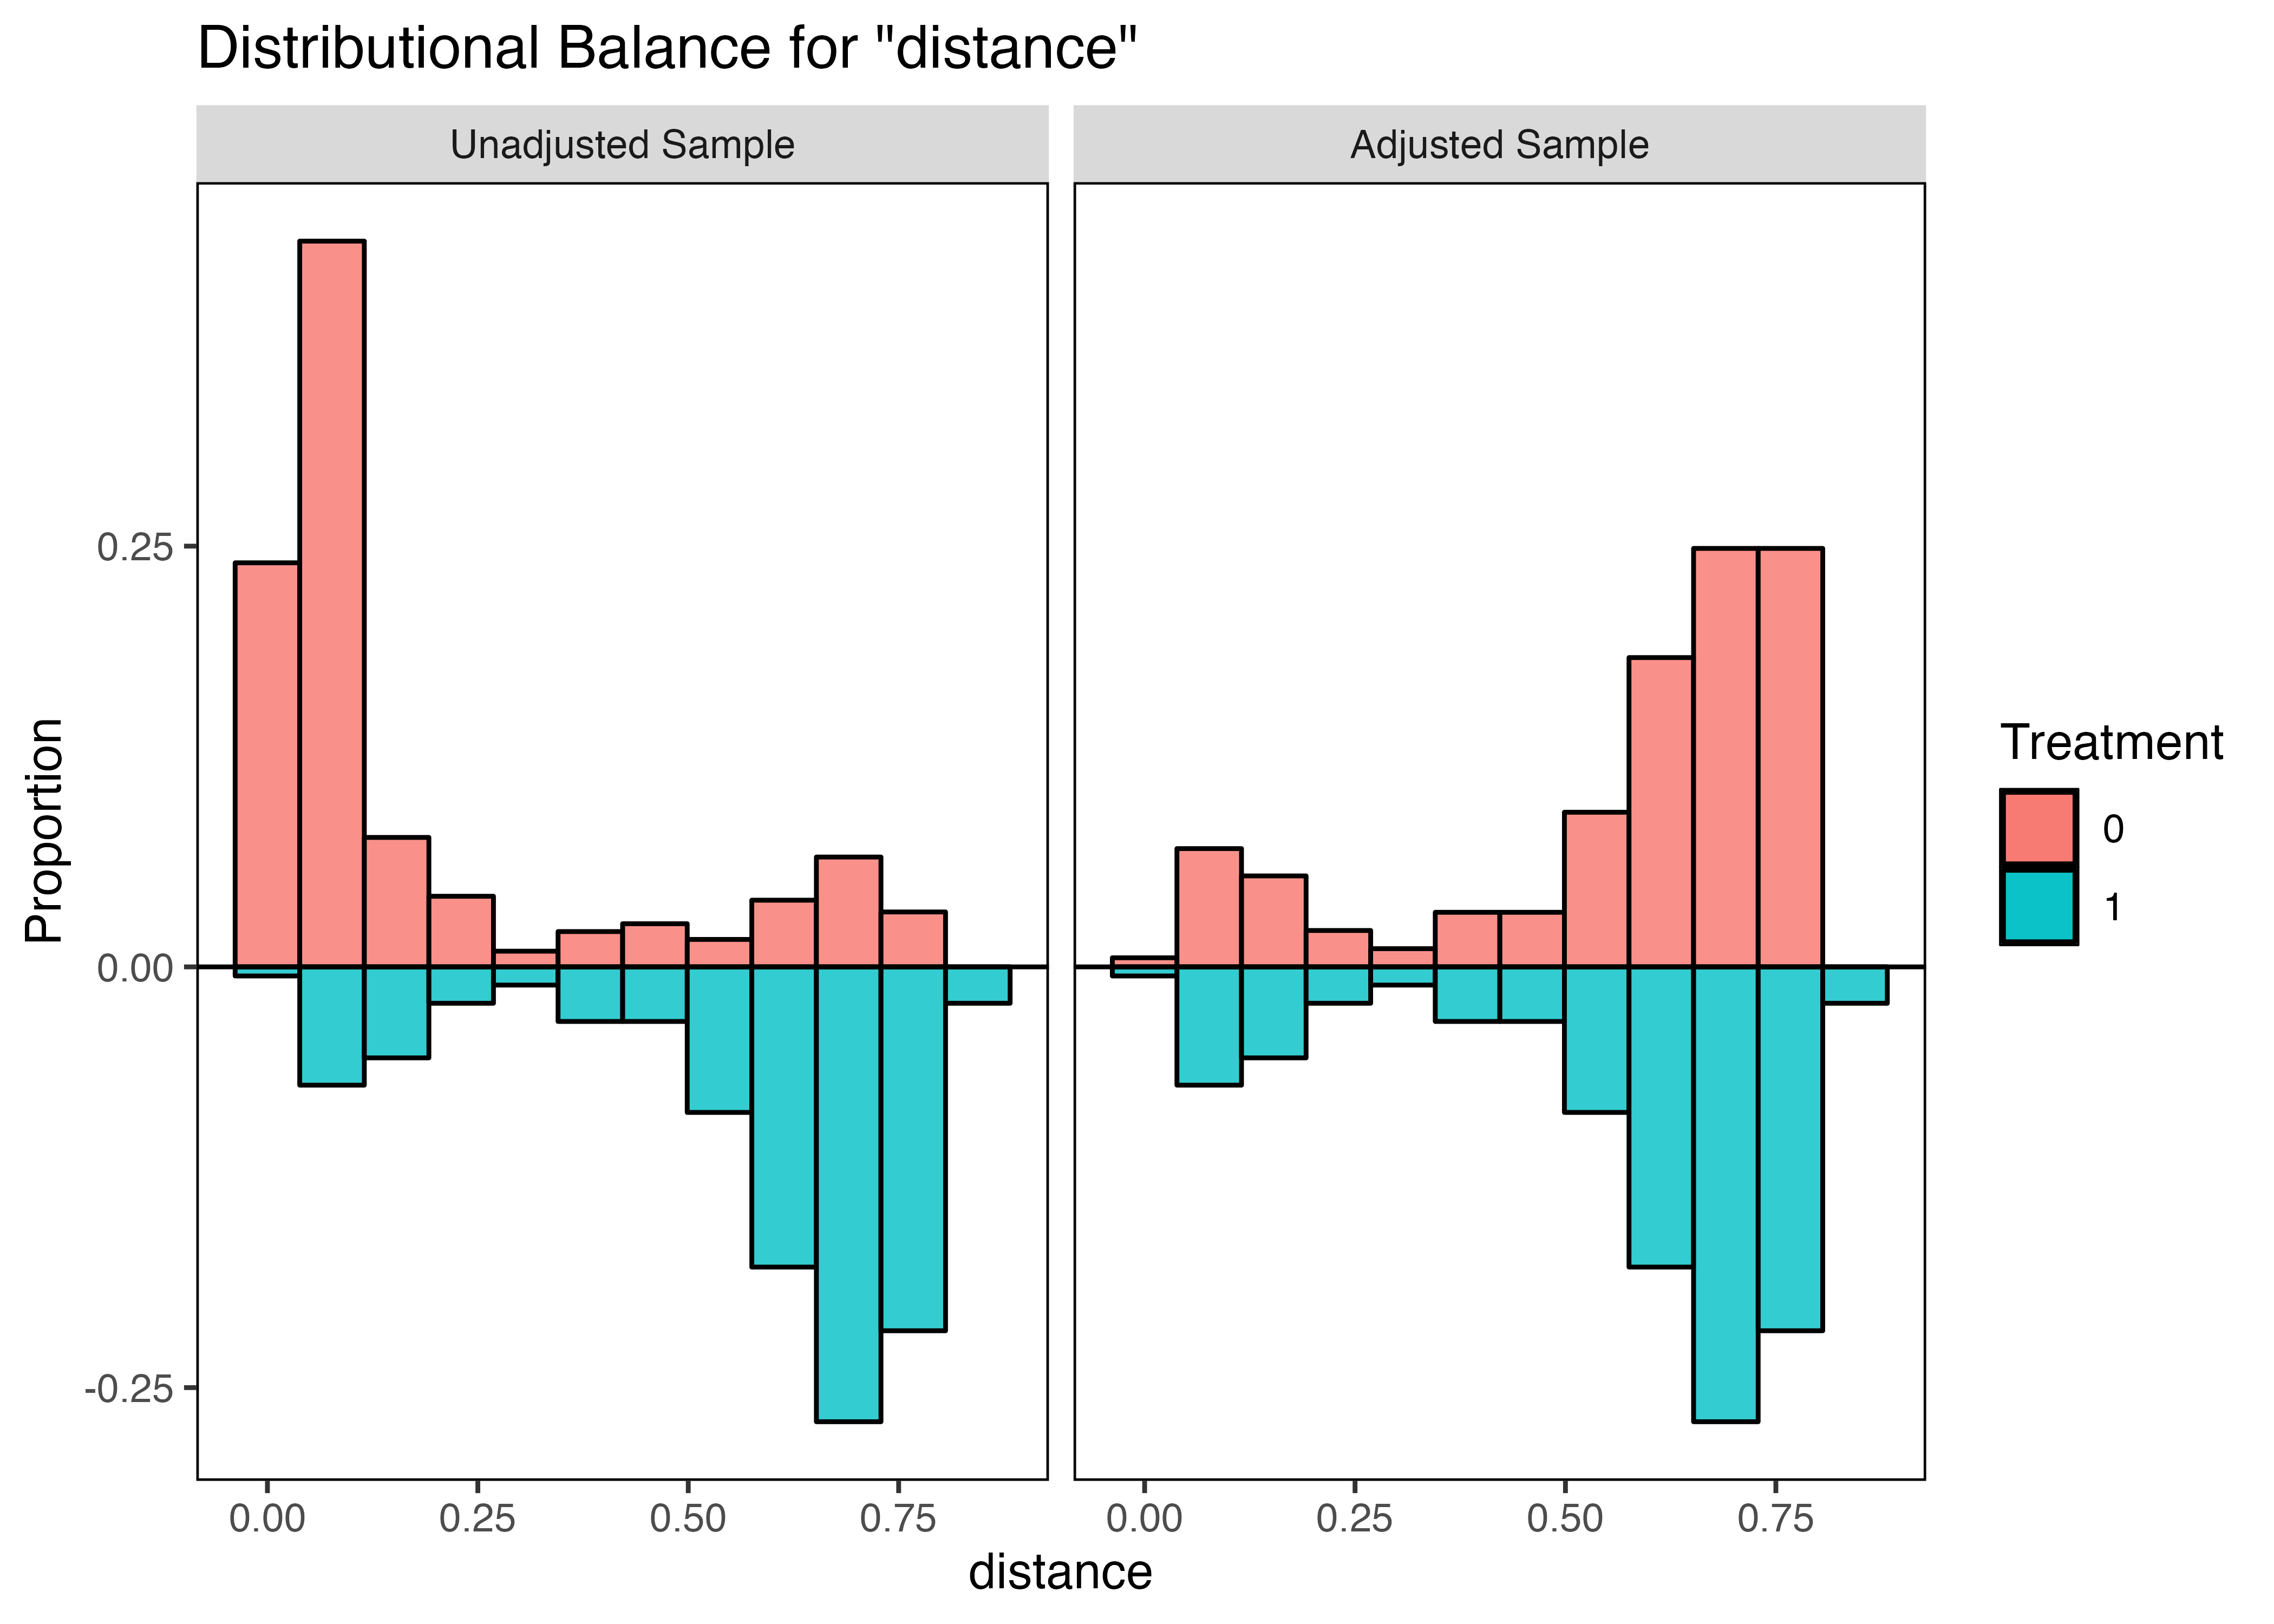 Distributional Balance for "distance"
Unadjusted Sample
Adjusted Sample
Proportion
0.25
0.00
-0.25
0.00 0.25 0.50 0.75
0.00 0.25 0.50 0.75
distance
Treatment
0
1